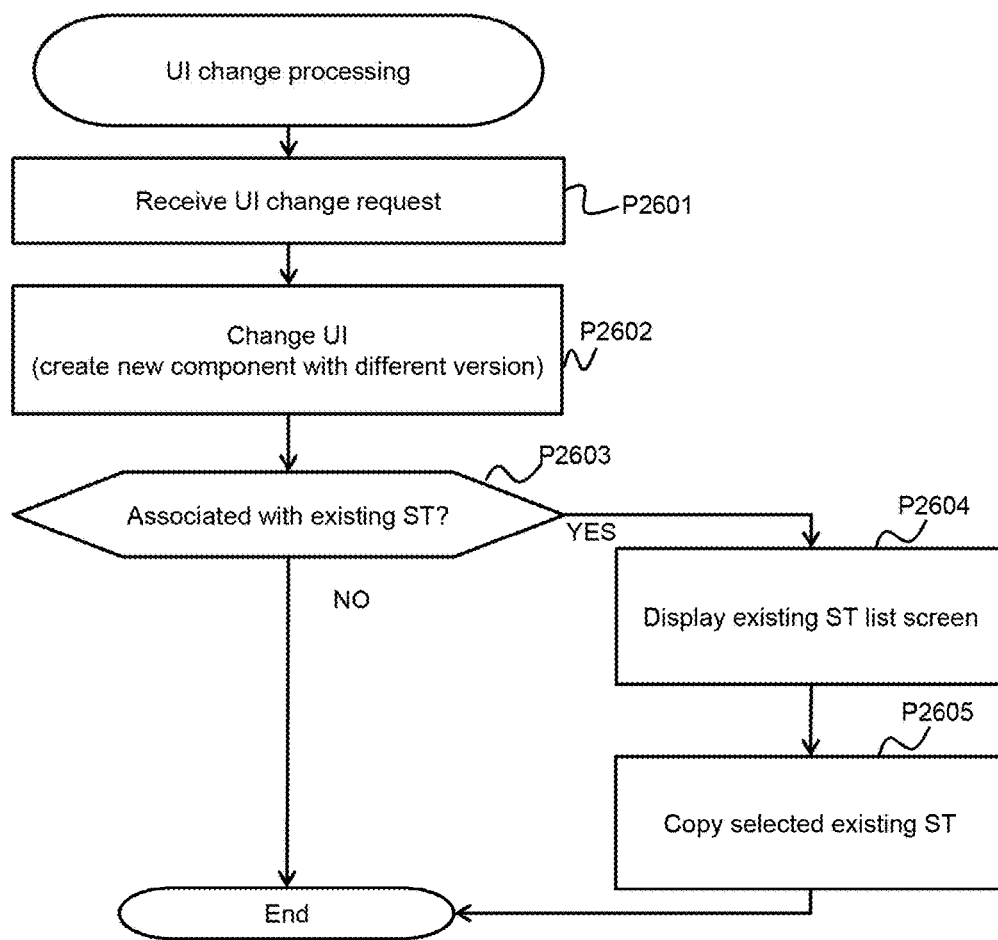 UI change processing
Receive UI change request
P2601
Change UI
(create new component with different version)
P2602
P2603
Associated with existing ST?
YES
NO
P2604
Display existing ST list screen
P2605
Copy selected existing ST
End